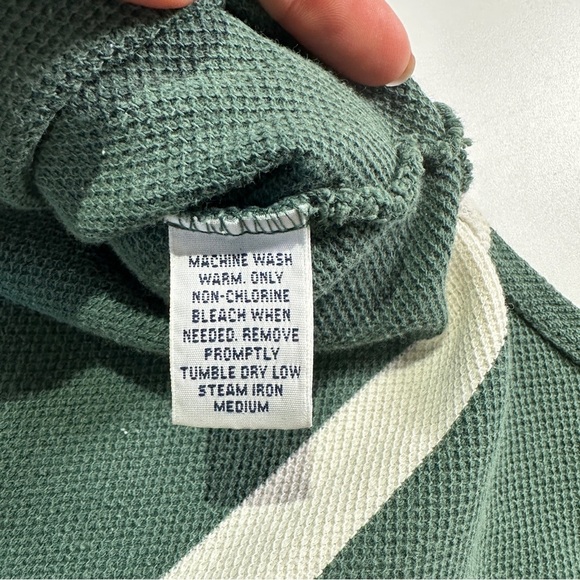 MACHINE WASH
WARM. ONLY
NON-CHLORINE
BLEACH WHEN
NEEDED. REMOVE
PROMPTLY
TUMBLE DRY LOW
STEAM IRON
MEDIUM